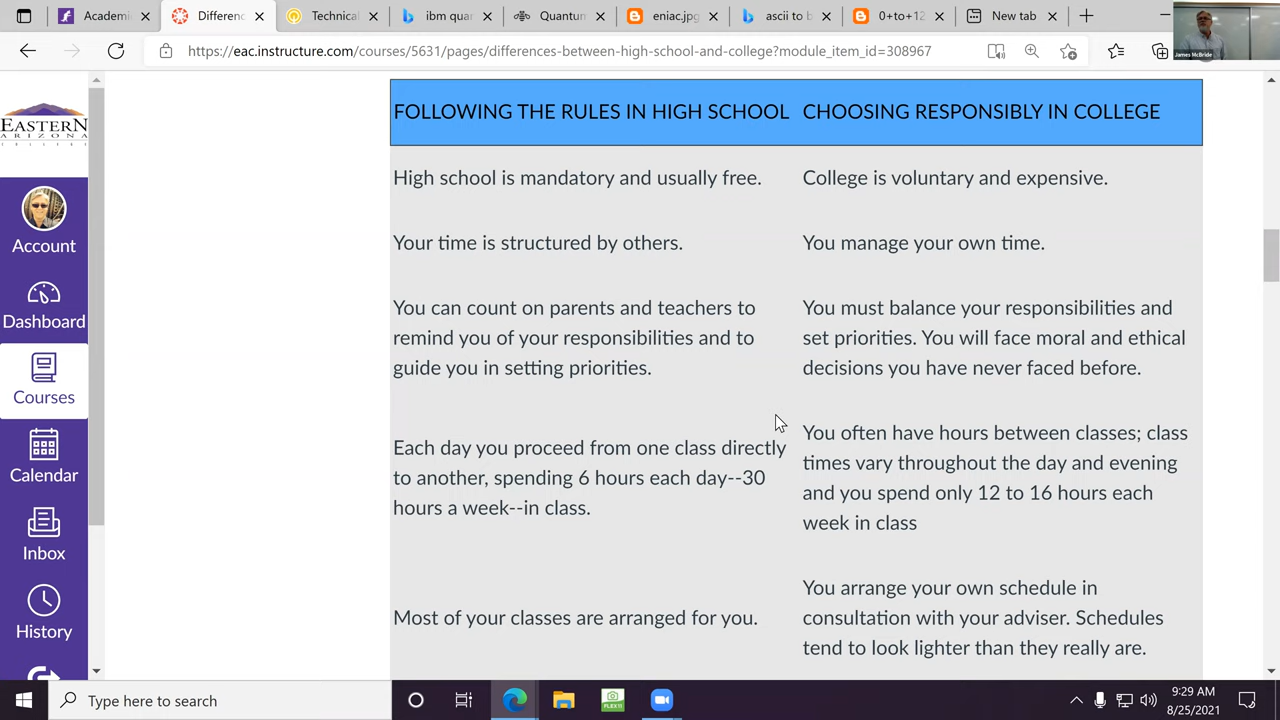 Academic
Differenc
Technical
ibm quar
Quantum
eniac.jpg
ascii to b
0+to+12
New tab
https://eac.instructure.com/courses/5631/pages/differences-between-high-school-and-college?module_item_id=308967
James McBride
EASTERN
ARIZONA
COLLEGE
Account
Dashboard
Courses
Calendar
Inbox
History
FOLLOWING THE RULES IN HIGH SCHOOL CHOOSING RESPONSIBLY IN COLLEGE
High school is mandatory and usually free.
College is voluntary and expensive.
Your time is structured by others.
You manage your own time.
You can count on parents and teachers to
remind you of your responsibilities and to
guide you in setting priorities.
You must balance your responsibilities and
set priorities. You will face moral and ethical
decisions you have never faced before.
Each day you proceed from one class directly
to another, spending 6 hours each day--30
hours a week--in class.
You often have hours between classes; class
times vary throughout the day and evening
and you spend only 12 to 16 hours each
week in class
Most of your classes are arranged for you.
You arrange your own schedule in
consultation with your adviser. Schedules
tend to look lighter than they really are.
Type here to search
PLEX11
9:29 AM
8/25/2021